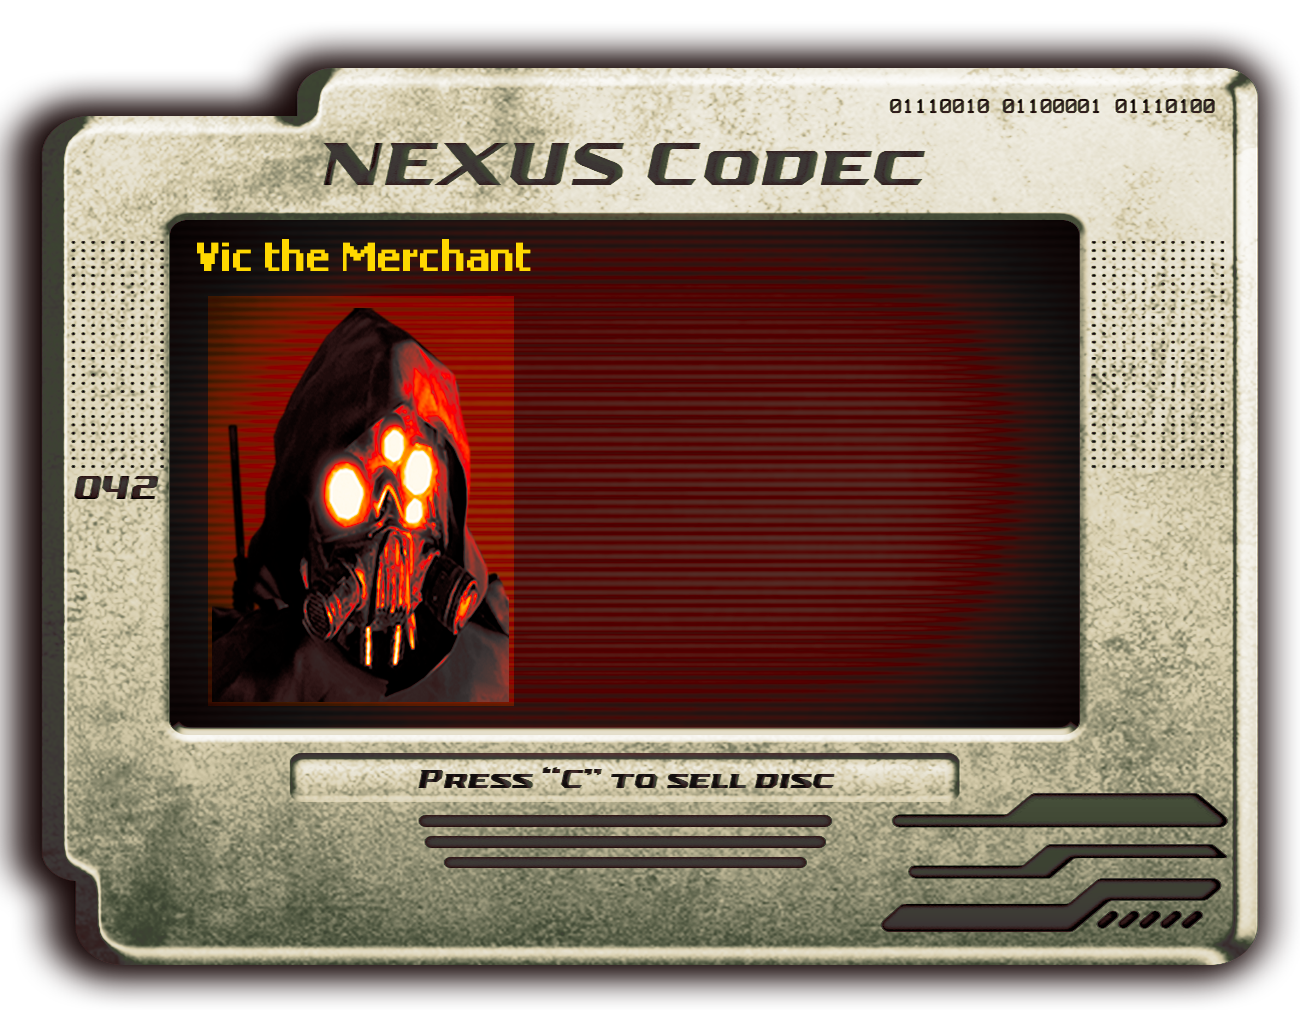 01110010 01100001 01110100
NEXUS CODEC
Vic the Merchant
042
PRESS “C” TO SELL DISC